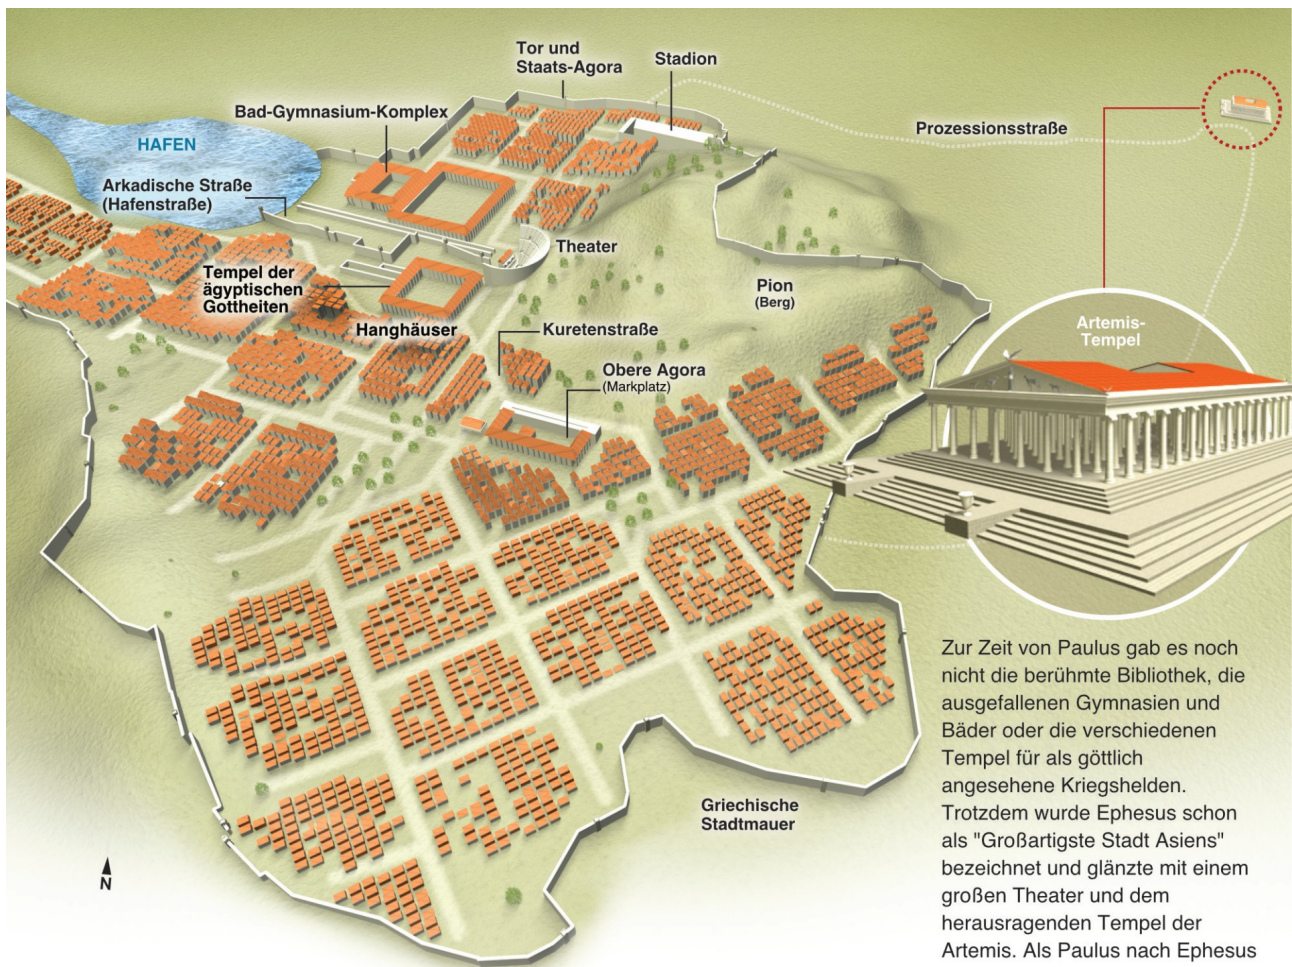 Tor und
Staats-Agora
Stadion
Bad-Gymnasium-Komplex
Prozessionsstraße
HAFEN
Arkadische Straße
(Hafenstraße)
Theater
Tempel der
ägyptischen
Gottheiten
Pion
(Berg)
Hanghäuser
Kuretenstraße
Artemis-
Tempel
Obere Agora
(Marktplatz)
Griechische
Stadtmauer
N
Zur Zeit von Paulus gab es noch
nicht die berühmte Bibliothek, die
ausgefallenen Gymnasien und
Bäder oder die verschiedenen
Tempel für als göttlich
angesehene Kriegshelden.
Trotzdem wurde Ephesus schon
als "Großartigste Stadt Asiens"
bezeichnet und glänzte mit einem
großen Theater und dem
herausragenden Tempel der
Artemis. Als Paulus nach Ephesus